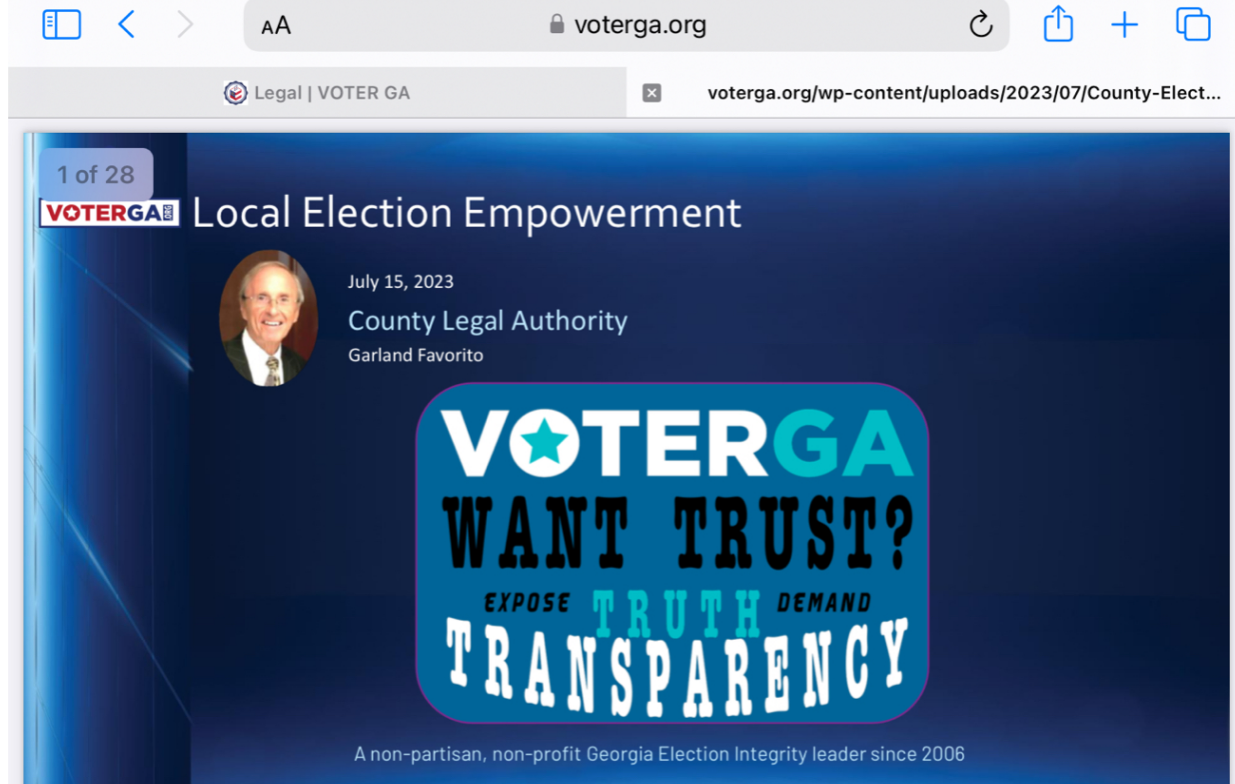 AA
voterga.org
Legal | VOTER GA
voterga.org/wp-content/uploads/2023/07/County-Elect...
1 of 28
VOTERGA ORG
Local Election Empowerment
July 15, 2023
County Legal Authority
Garland Favorito
VOTERGA
WANT TRUST?
EXPOSE TRUTH DEMAND
TRANSPARENCY
A non-partisan, non-profit Georgia Election Integrity leader since 2006